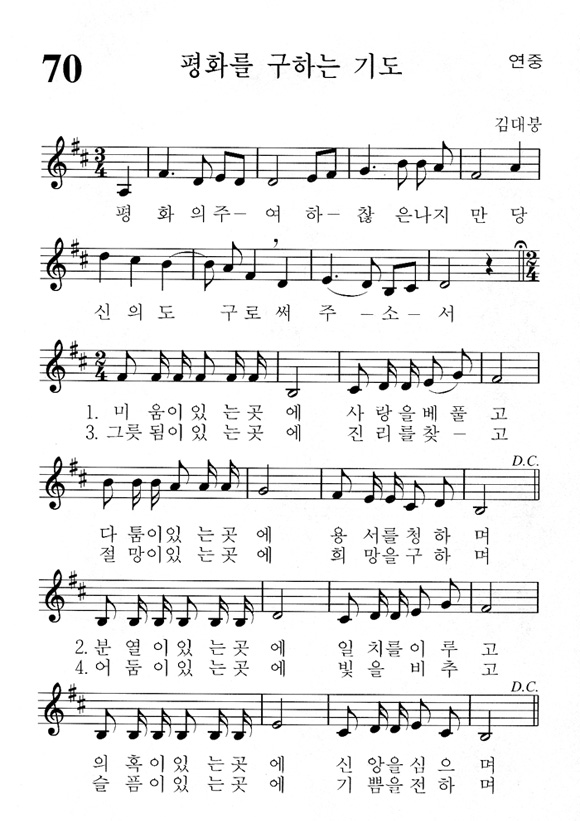 70 평화를 구하는 기도 연중
김대붕
평 화 의주- 여 하- 찮 은나지 만 당
신 의 도 구로 써 주 - 소 - 서
1. 미 움이 있 는곳 에 사 랑을베 풀 고
3. 그릇 됨이 있 는곳 에 진 리를찾 - 고
D.C.
다 툼이있 는곳 에 용 서를청 하 며
절 망이있 는곳 에 희 망을구 하 며
2. 분 열 이 있 는곳 에 일 치를이 루 고
4. 어 둠 이 있 는곳 에 빛 을 비 추 고
D.C.
의 혹 이 있 는곳 에 신 앙을심 으 며
슬 픔 이 있 는곳 에 기 쁨을전 하 며